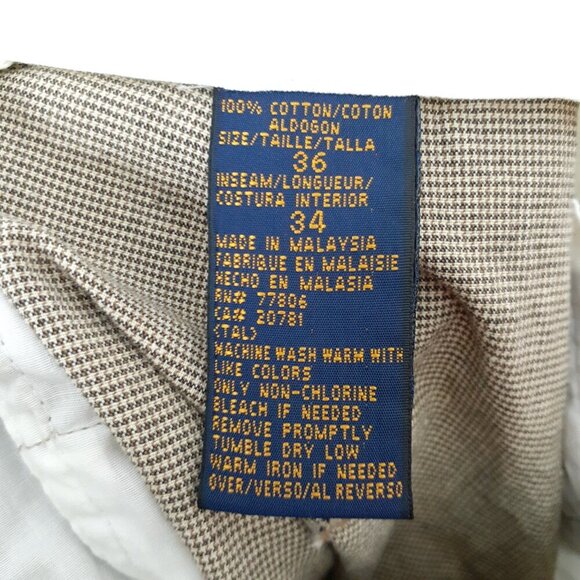 100% COTTON/COTON
ALDOGON
SIZE/TAILLE/TALLA
36
INSEAM/LONGUEUR/
COSTURA INTERIOR
34
MADE IN MALAYSIA
FABRIQUE EN MALAISIE
HECHO EN MALASIA
RN# 77806
CA# 20781
(TAL)
MACHINE WASH WARM WITH
LIKE COLORS
ONLY NON-CHLORINE
BLEACH IF NEEDED
REMOVE PROMPTLY
TUMBLE DRY LOW
WARM IRON IF NEEDED
OVER/VERSO/AL REVERSO